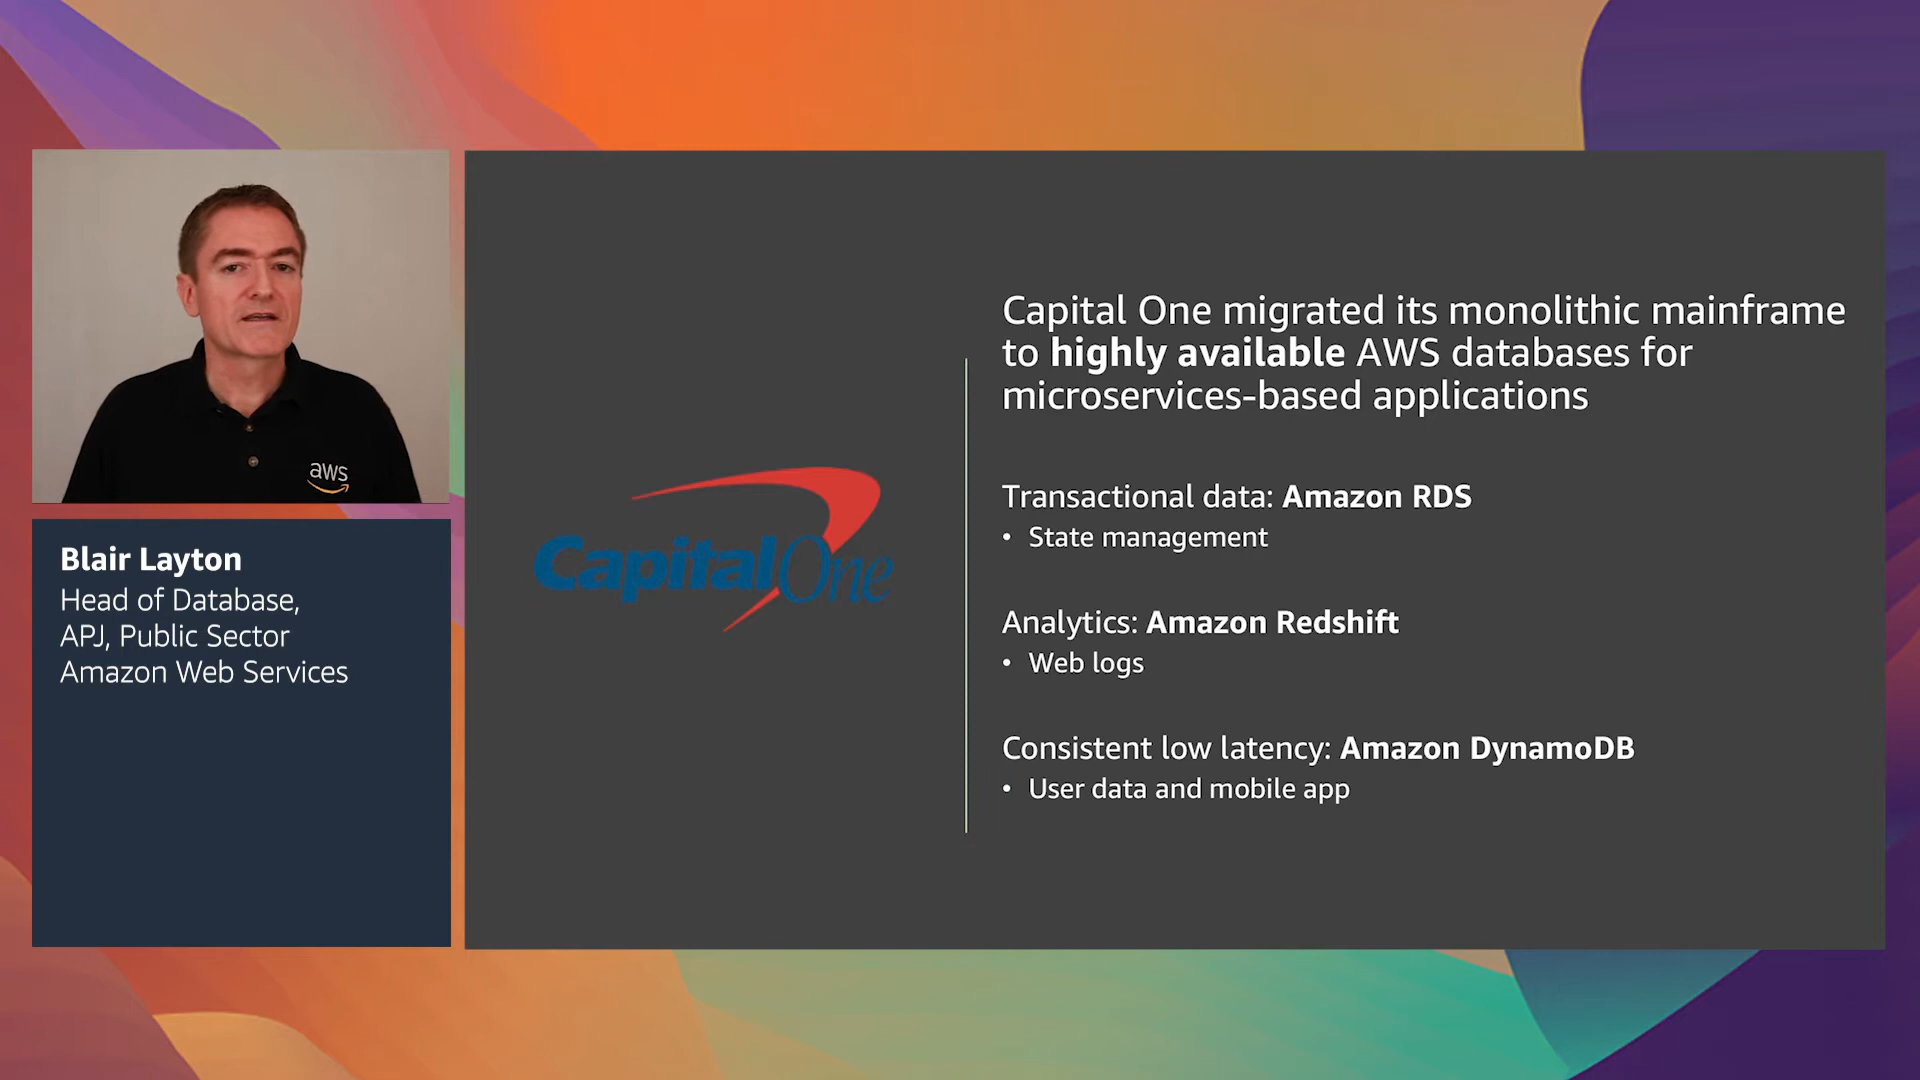 aws
Blair Layton
Head of Database,
APJ, Public Sector
Amazon Web Services
CapitalOne
Capital One migrated its monolithic mainframe
to highly available AWS databases for
microservices-based applications
Transactional data: Amazon RDS
• State management
Analytics: Amazon Redshift
• Web logs
Consistent low latency: Amazon DynamoDB
• User data and mobile app